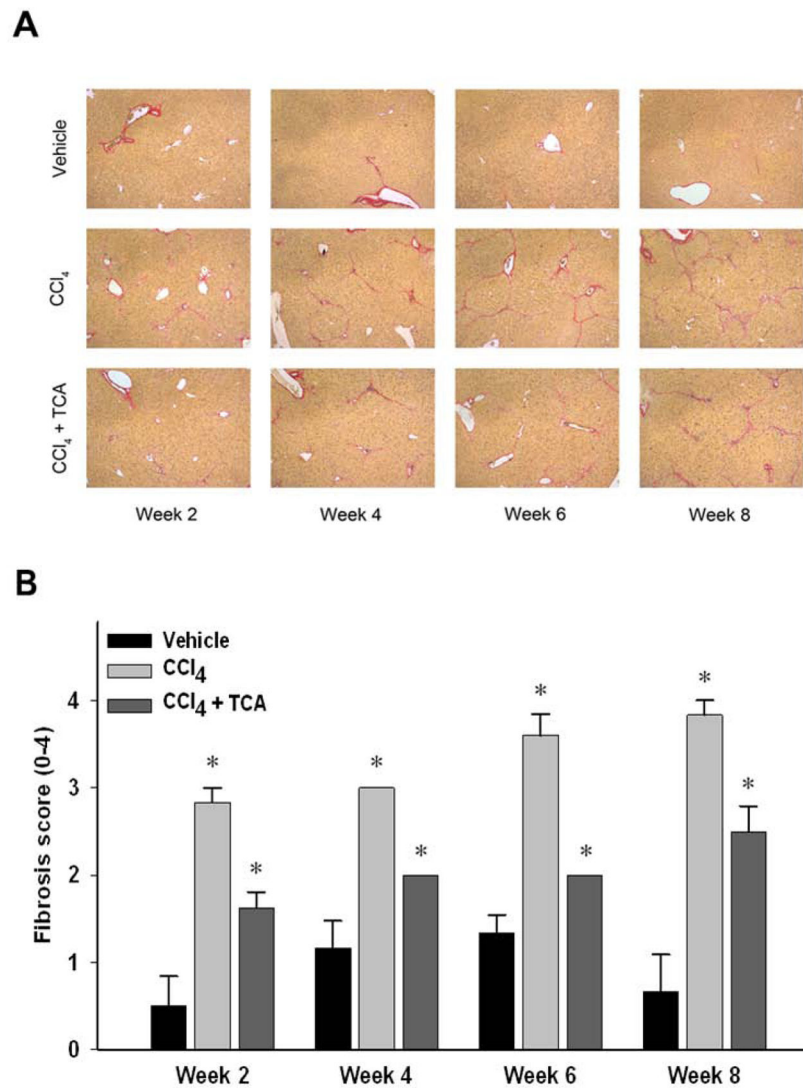 A
Vehicle
CCl₄
CCl₄ + TCA
Week 2 Week 4 Week 6 Week 8
B
Vehicle
CCl₄
CCl₄ + TCA
Fibrosis score (0-4)
4
3
2
1
0
* * * *
* * * *
Week 2 Week 4 Week 6 Week 8